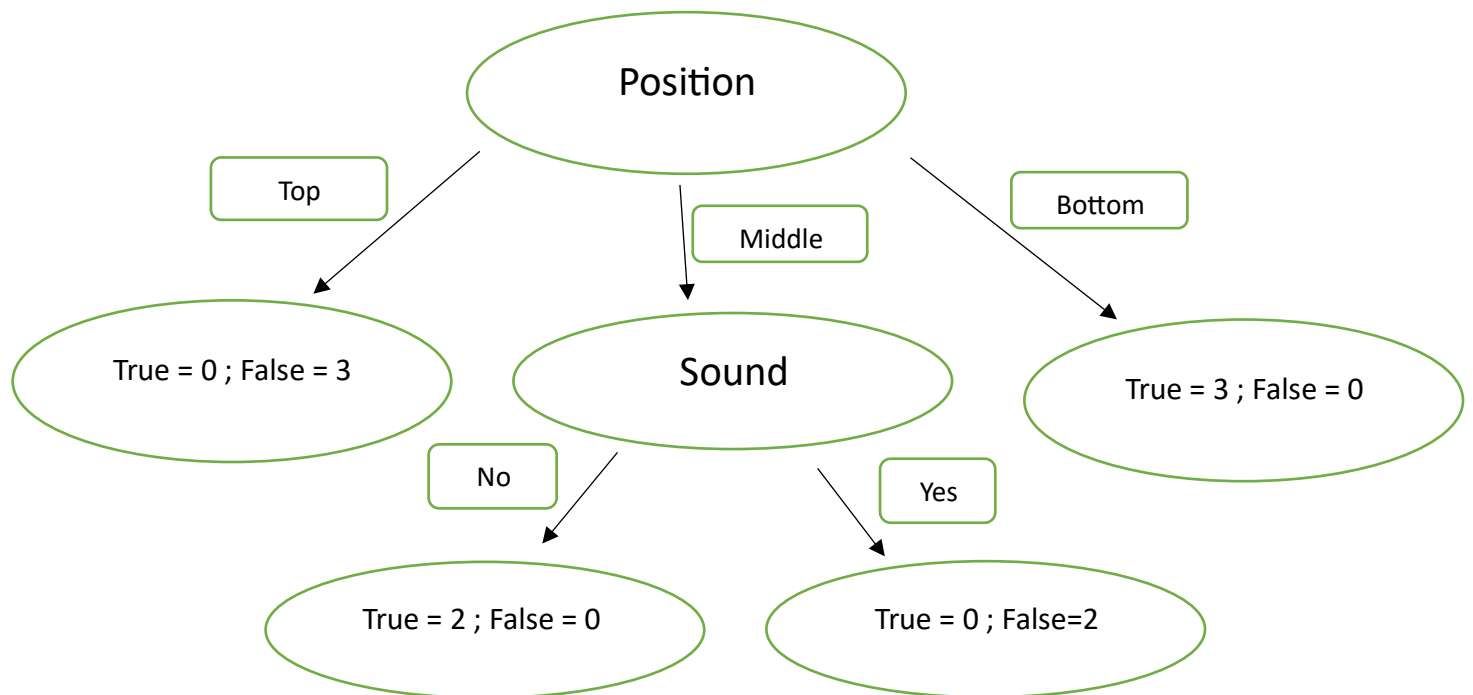 Position
Top
Middle
Bottom
True = 0 ; False = 3
Sound
True = 3 ; False = 0
No
Yes
True = 2 ; False = 0
True = 0 ; False=2